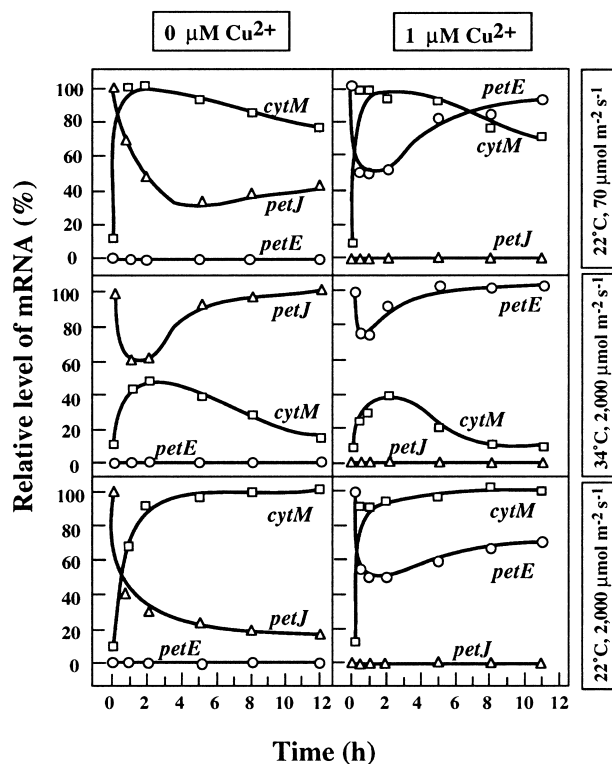 0 μM Cu2+
1 μM Cu2+
Relative level of mRNA (%)
100
80
60
40
20
0
cytM
petJ
petE
petE
cytM
petJ
22˚C, 70 μmol m-2 s-1
100
80
60
40
20
0
petJ
cytM
petE
petE
cytM
petJ
34˚C, 2,000 μmol m-2 s-1
100
80
60
40
20
0
cytM
petJ
petE
cytM
petE
petJ
22˚C, 2,000 μmol m-2 s-1
0 2 4 6 8 10 12
0 2 4 6 8 10 12
Time (h)